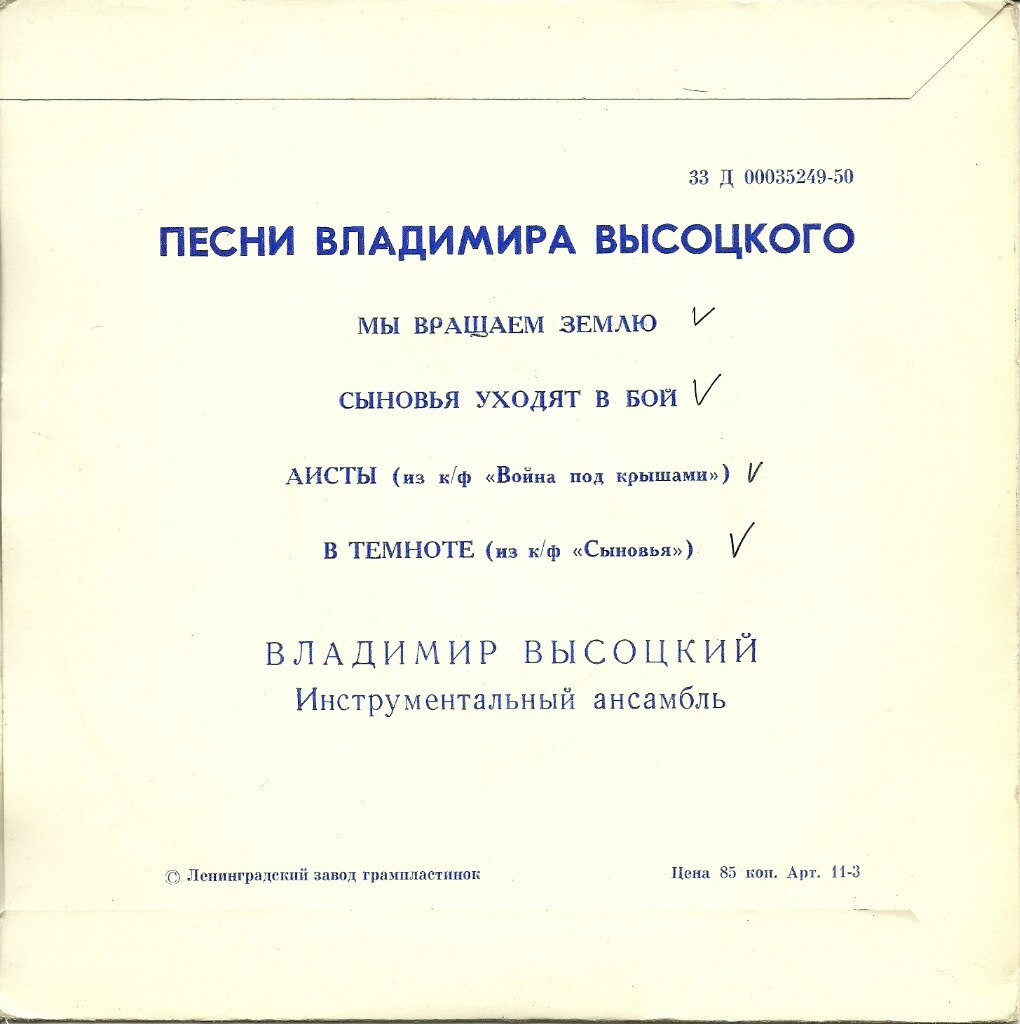 33 Д 00035249-50
ПЕСНИ ВЛАДИМИРА ВЫСОЦКОГО
МЫ ВРАЩАЕМ ЗЕМЛЮ
СЫНОВЬЯ УХОДЯТ В БОЙ
АИСТЫ (из к/ф «Война под крышами»)
В ТЕМНОТЕ (из к/ф «Сыновья»)
ВЛАДИМИР ВЫСОЦКИЙ
Инструментальный ансамбль
© Ленинградский завод грампластинок
Цена 85 коп. Арт. 11-3